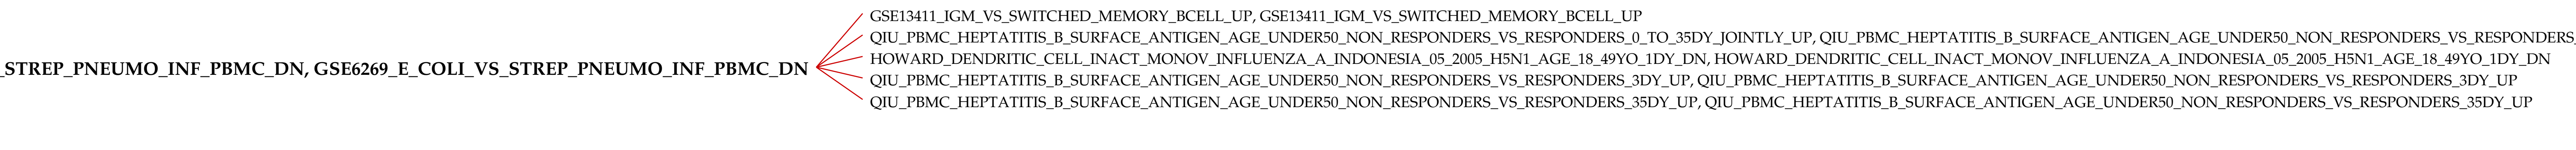 GSE13411_IGM_VS_SWITCHED_MEMORY_BCELL_UP, GSE13411_IGM_VS_SWITCHED_MEMORY_BCELL_UP
QIU_PBMC_HEPTATITIS_B_SURFACE_ANTIGEN_AGE_UNDER50_NON_RESPONDERS_VS_RESPONDERS_0_TO_35DY_JOINTLY_UP, QIU_PBMC_HEPTATITIS_B_SURFACE_ANTIGEN_AGE_UNDER50_NON_RESPONDERS_VS_RESPONDERS_
HOWARD_DENDRITIC_CELL_INACT_MONOV_INFLUENZA_A_INDONESIA_05_2005_H5N1_AGE_18_49YO_1DY_DN, HOWARD_DENDRITIC_CELL_INACT_MONOV_INFLUENZA_A_INDONESIA_05_2005_H5N1_AGE_18_49YO_1DY_DN
_STREP_PNEUMO_INF_PBMC_DN, GSE6269_E_COLI_VS_STREP_PNEUMO_INF_PBMC_DN
QIU_PBMC_HEPTATITIS_B_SURFACE_ANTIGEN_AGE_UNDER50_NON_RESPONDERS_VS_RESPONDERS_3DY_UP, QIU_PBMC_HEPTATITIS_B_SURFACE_ANTIGEN_AGE_UNDER50_NON_RESPONDERS_VS_RESPONDERS_3DY_UP
QIU_PBMC_HEPTATITIS_B_SURFACE_ANTIGEN_AGE_UNDER50_NON_RESPONDERS_VS_RESPONDERS_35DY_UP, QIU_PBMC_HEPTATITIS_B_SURFACE_ANTIGEN_AGE_UNDER50_NON_RESPONDERS_VS_RESPONDERS_35DY_UP